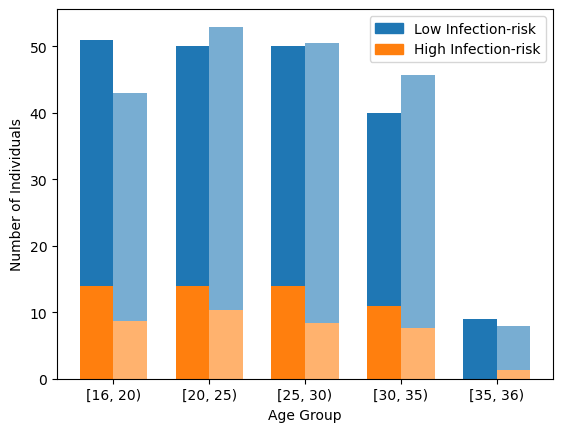 Low Infection-risk
High Infection-risk
50
40
30
20
10
0
Number of Individuals
[16, 20)
[20, 25)
[25, 30)
[30, 35)
[35, 36)
Age Group